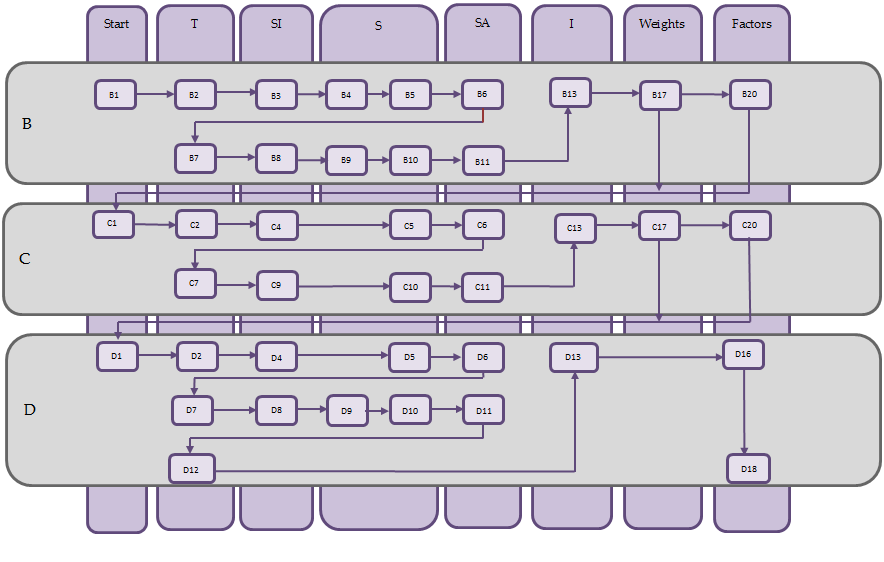 Start T SI S SA I Weights Factors
B1 B2 B3 B4 B5 B6 B13 B17 B20
B
B7 B8 B9 B10 B11
C1 C2 C4 C5 C6 C13 C17 C20
C
C7 C9 C10 C11
D1 D2 D4 D5 D6 D13 D16
D
D7 D8 D9 D10 D11
D12 D18